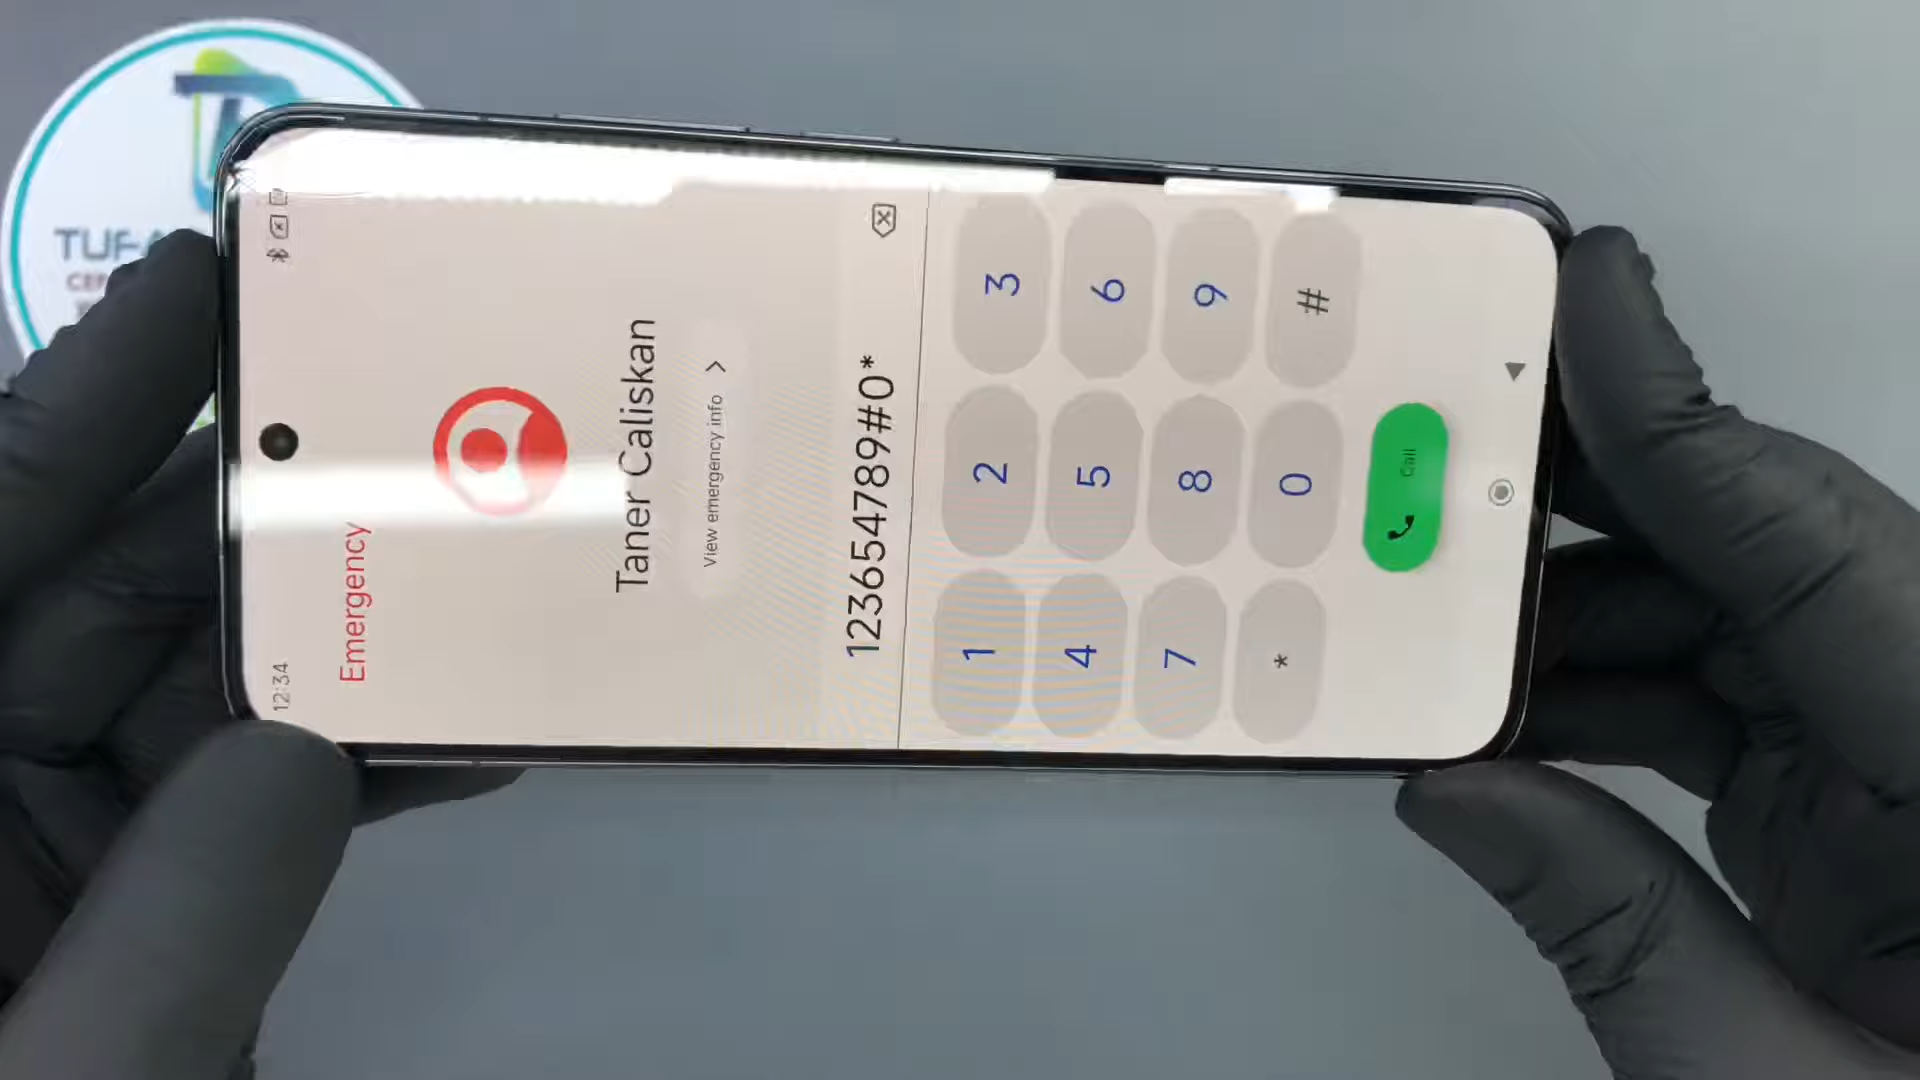 12:34
Emergency
Taner Caliskan
View emergency info
123654789#0*
1 2 3
4 5 6
7 8 9
* 0 #
Call